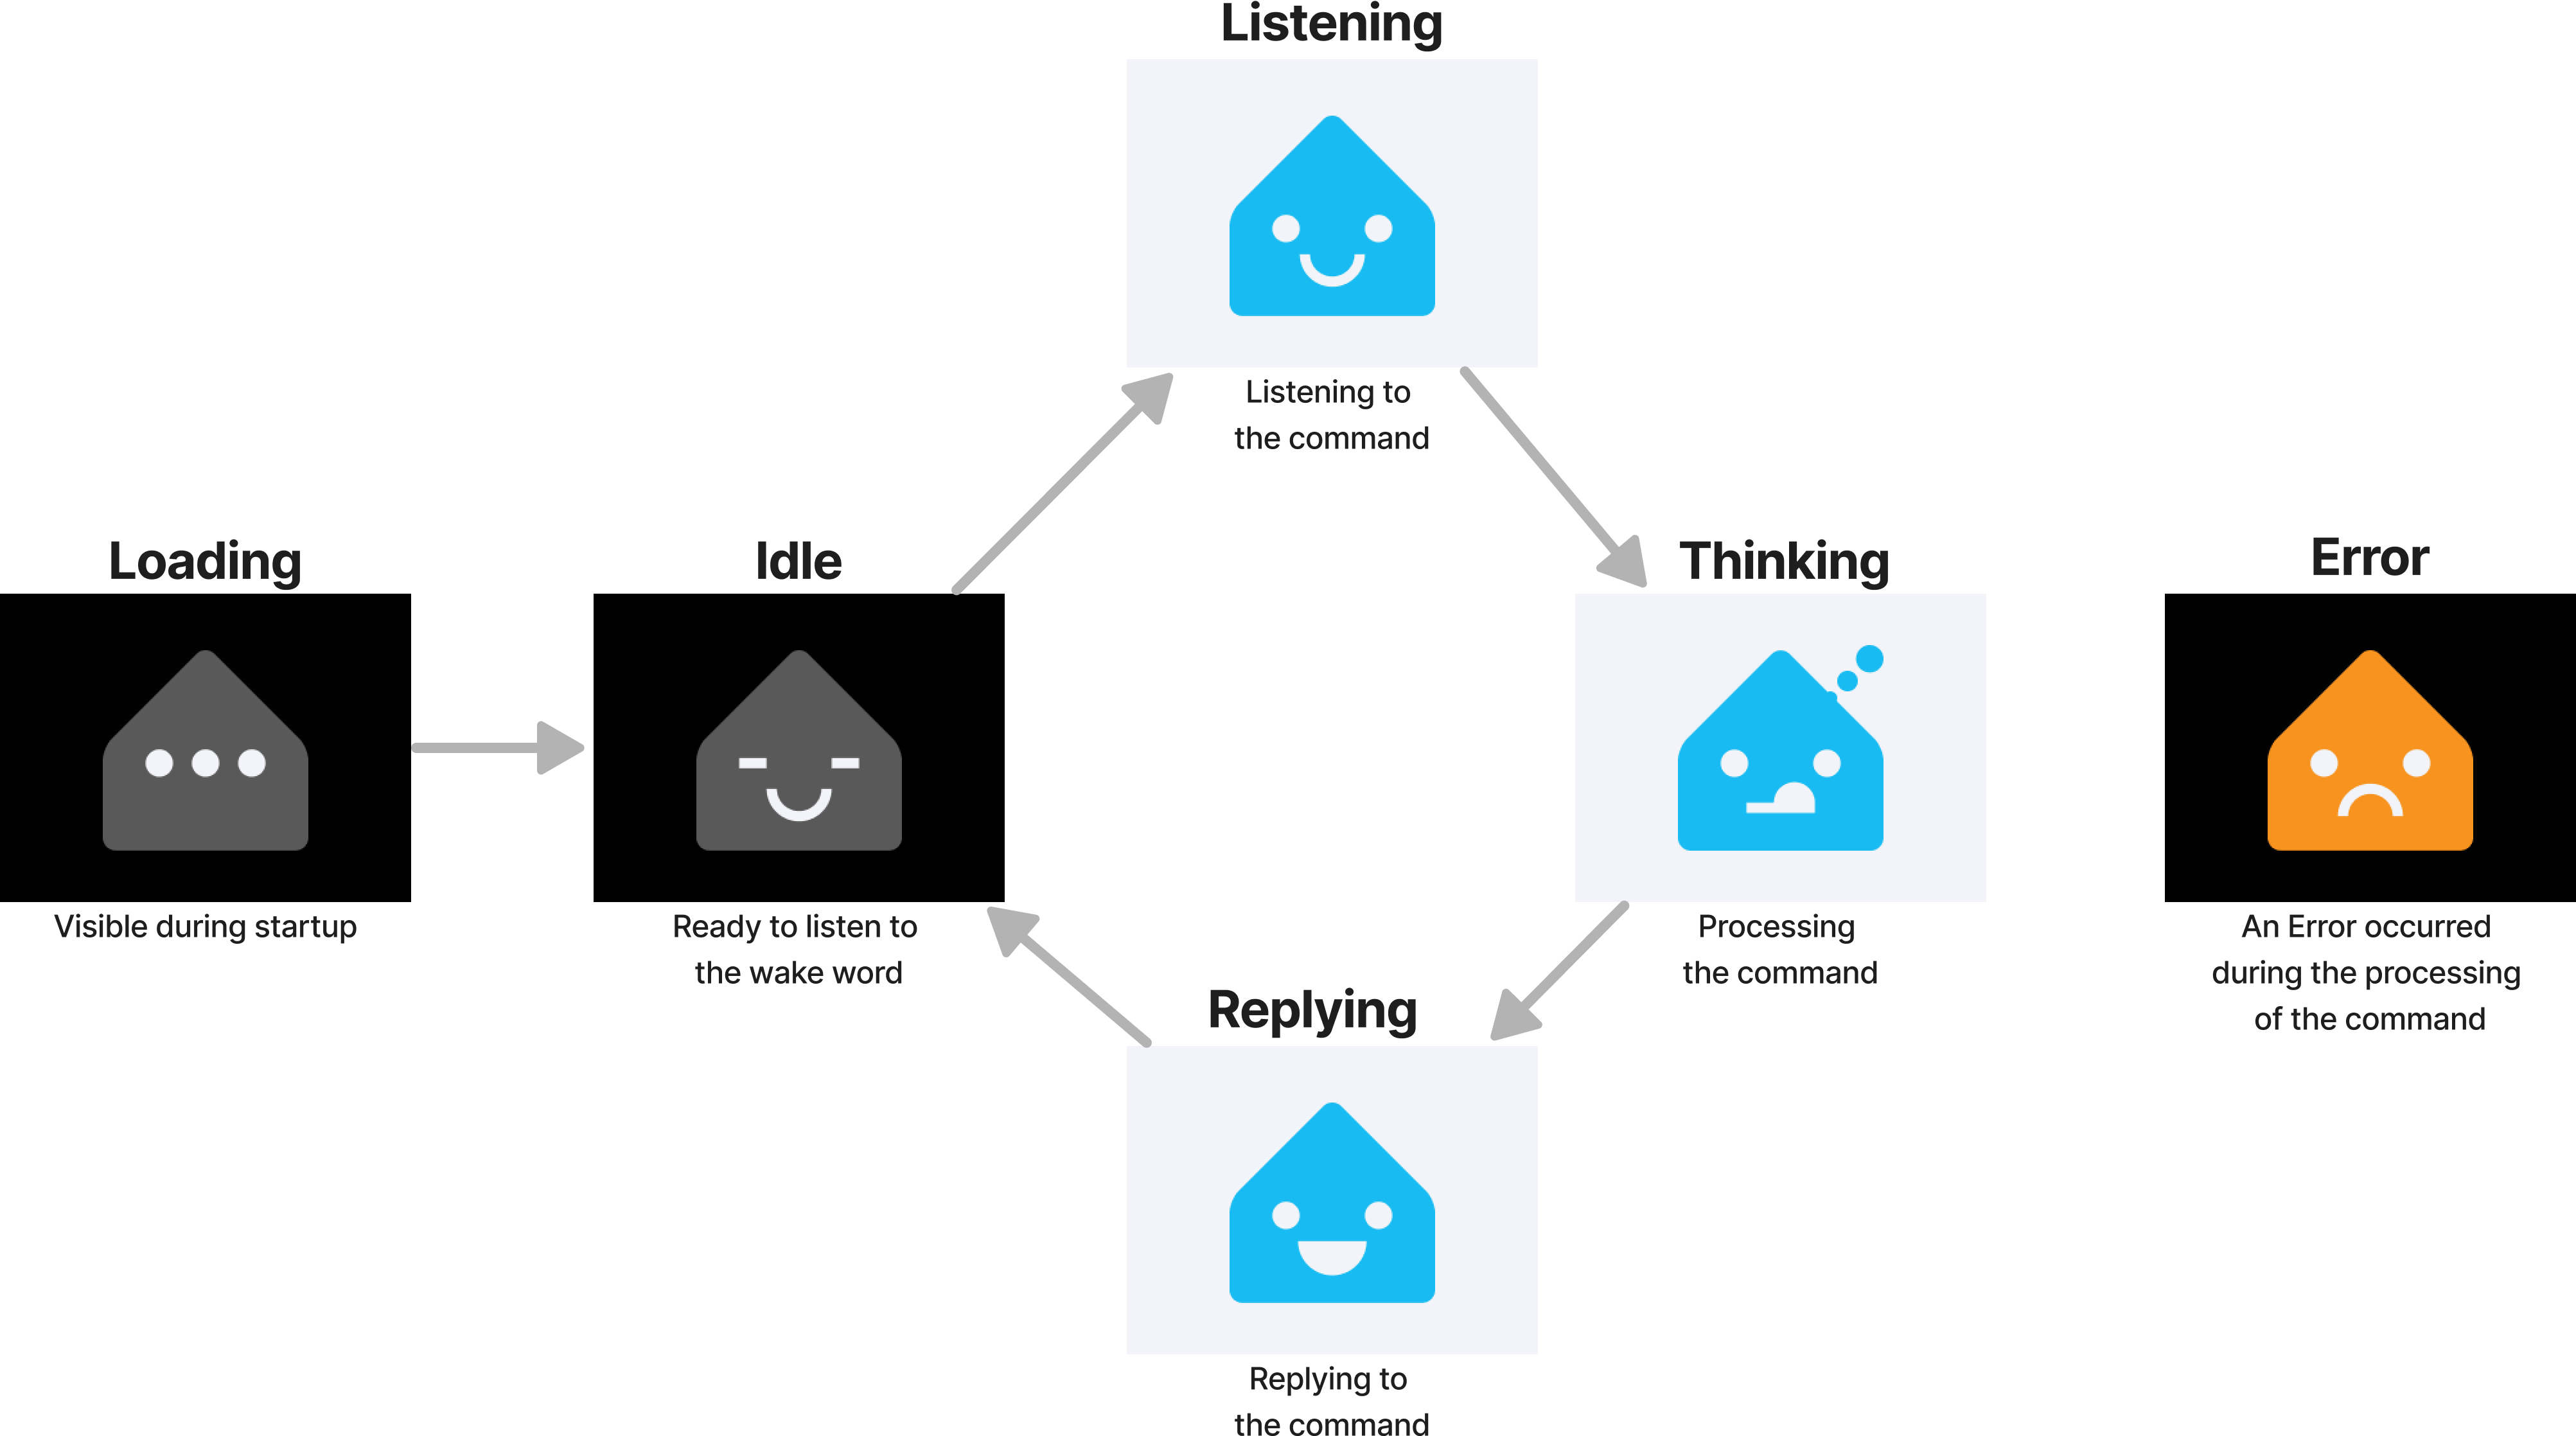 Listening
Listening to
the command
Loading
Visible during startup
Idle
Ready to listen to
the wake word
Thinking
Processing
the command
Error
An Error occurred
during the processing
of the command
Replying
Replying to
the command